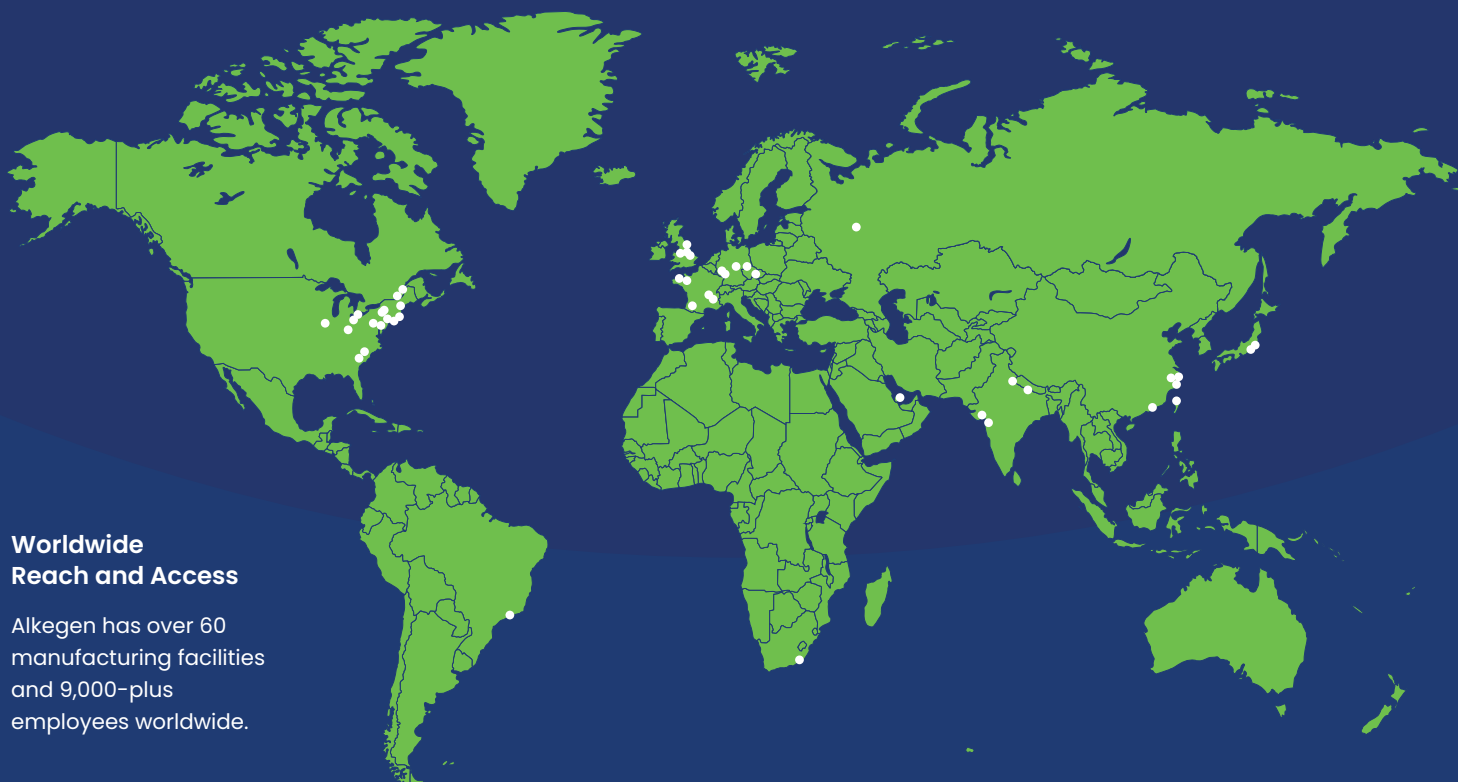 Worldwide
Reach and Access
Alkegen has over 60
manufacturing facilities
and 9,000-plus
employees worldwide.